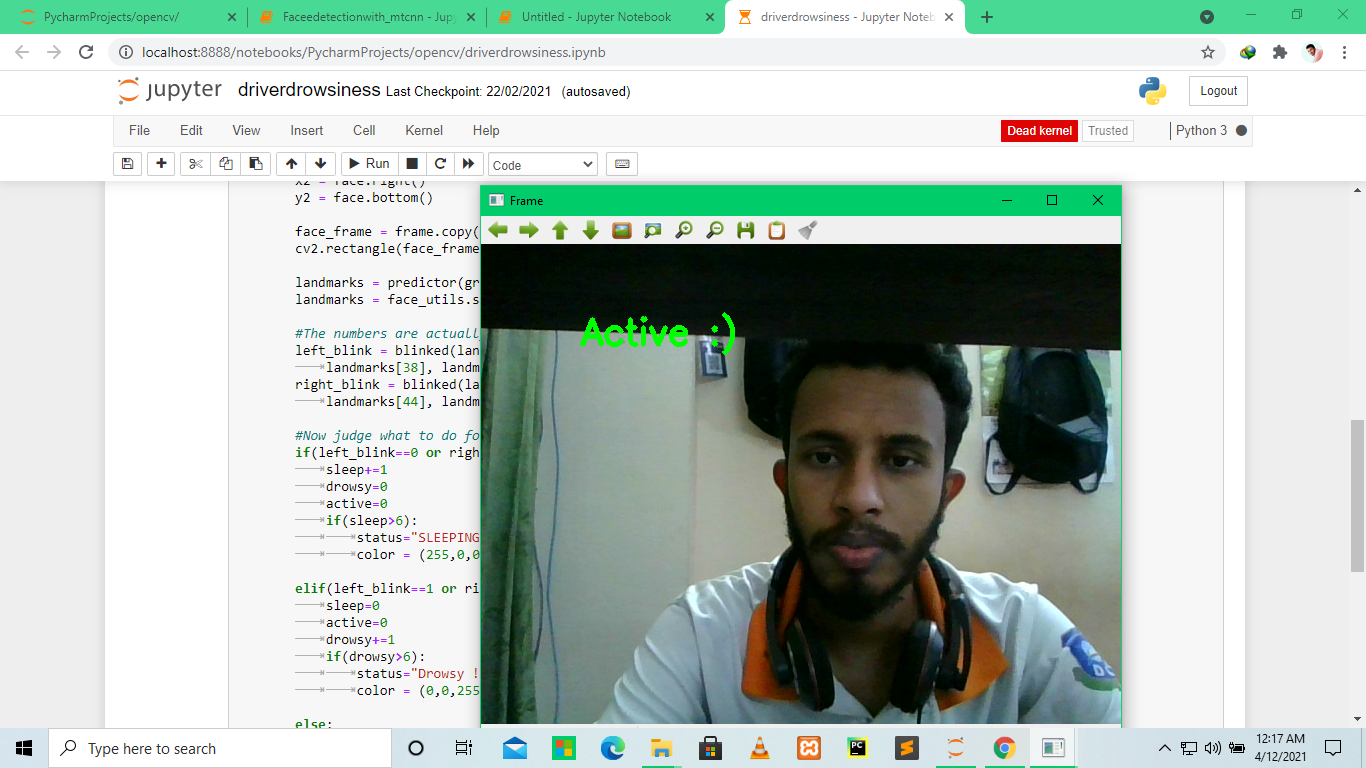 PycharmProjects/opencv/
Faceedetectionwith_mtcnn - Jupy
Untitled - Jupyter Notebook
driverdrowsiness - Jupyter Noteb
localhost:8888/notebooks/PycharmProjects/opencv/driverdrowsiness.ipynb
jupyter driverdrowsiness Last Checkpoint: 22/02/2021 (autosaved)
Logout
File Edit View Insert Cell Kernel Help
Dead kernel Trusted Python 3
Run Code
x2 = face.right()
y2 = face.bottom()
face_frame = frame.copy(
cv2.rectangle(face_frame
landmarks = predictor(gr
landmarks = face_utils.s
#The numbers are actuall
left_blink = blinked(lan
landmarks[38], landm
right_blink = blinked(la
landmarks[44], landm
#Now judge what to do fo
if(left_blink==0 or righ
sleep+=1
drowsy=0
active=0
if(sleep>6):
status="SLEEPING
color = (255,0,0
elif(left_blink==1 or ri
sleep=0
active=0
drowsy+=1
if(drowsy>6):
status="Drowsy !
color = (0,0,255
else:
Frame
Active :)
Type here to search
PC
12:17 AM
4/12/2021